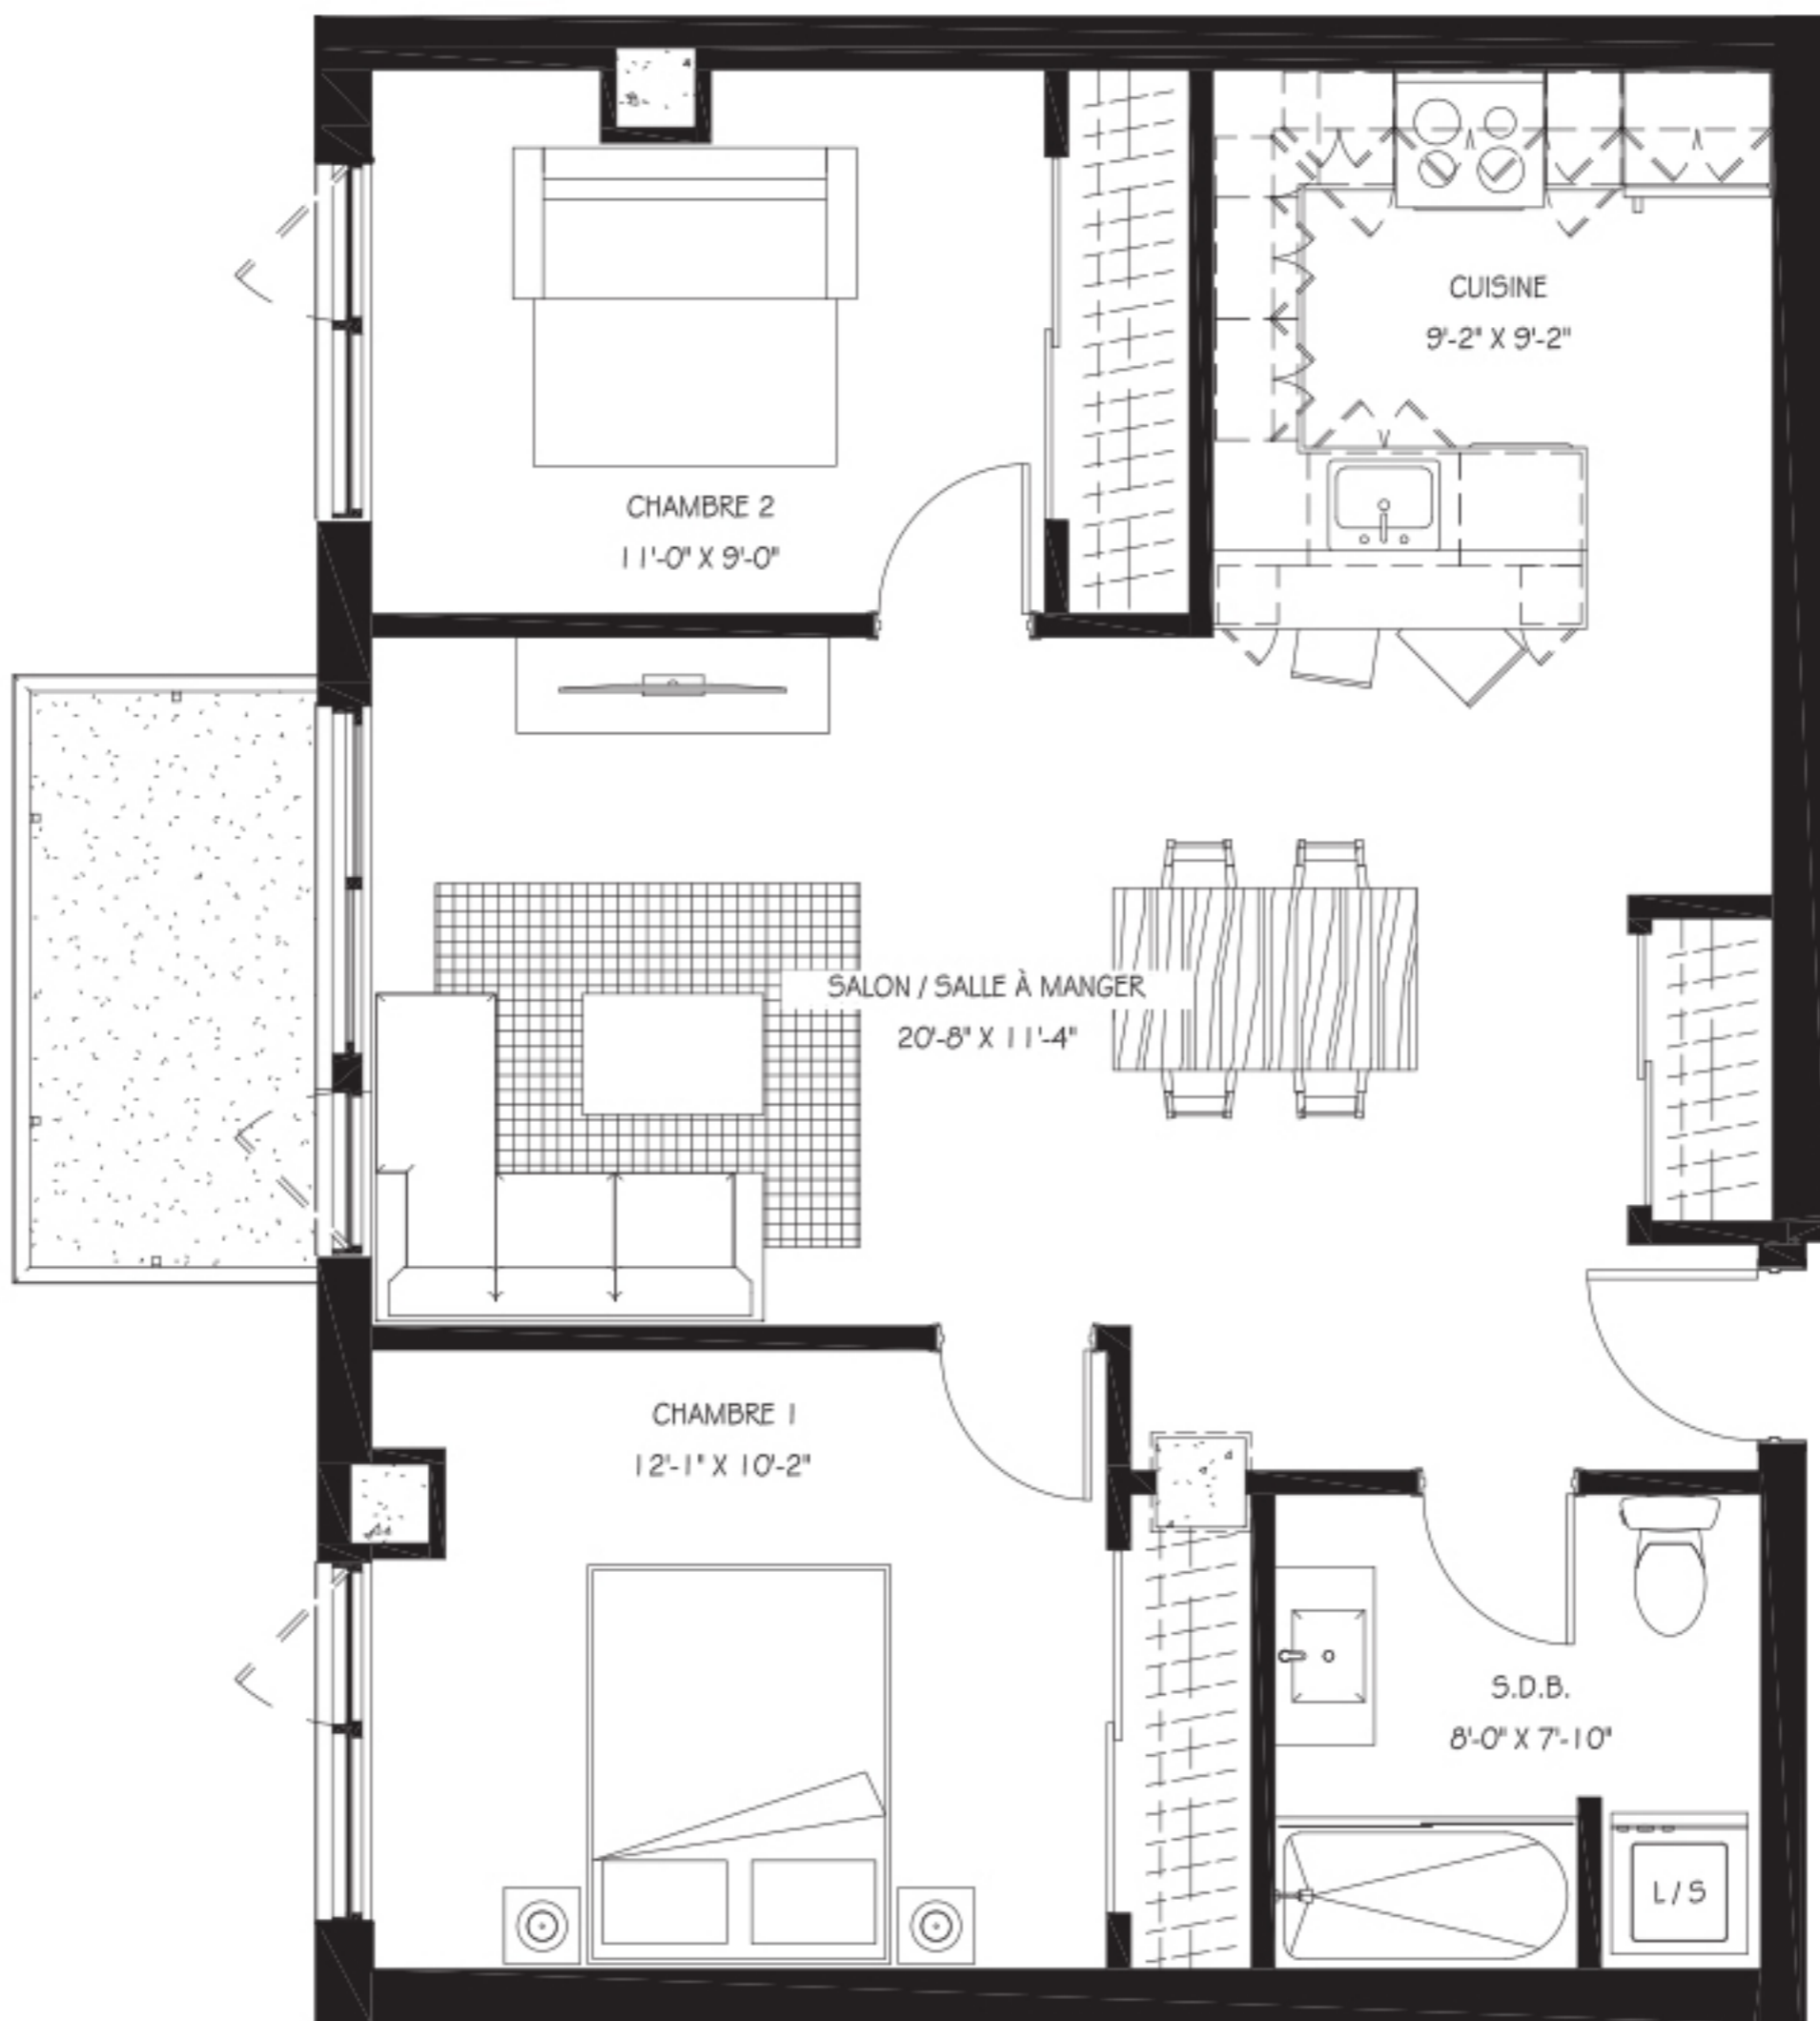 CUISINE
9'-2" X 9'-2"
CHAMBRE 2
11'-0" X 9'-0"
SALON / SALLE À MANGER
20'-8" X 11'-4"
CHAMBRE 1
12'-1" X 10'-2"
S.D.B.
8'-0" X 7'-10"
L / S